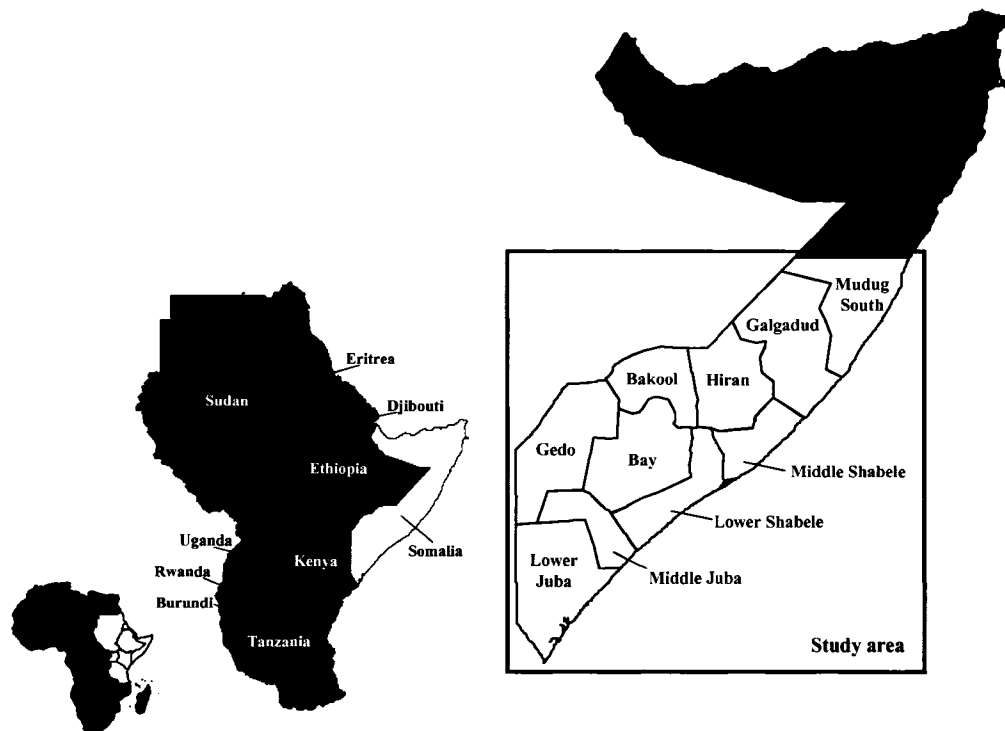 Eritrea
Sudan
Djibouti
Ethiopia
Uganda
Somalia
Kenya
Rwanda
Burundi
Tanzania
Mudug
South
Galgadud
Bakool
Hiran
Gedo
Bay
Middle Shabele
Lower Shabele
Lower
Juba
Middle Juba
Study area